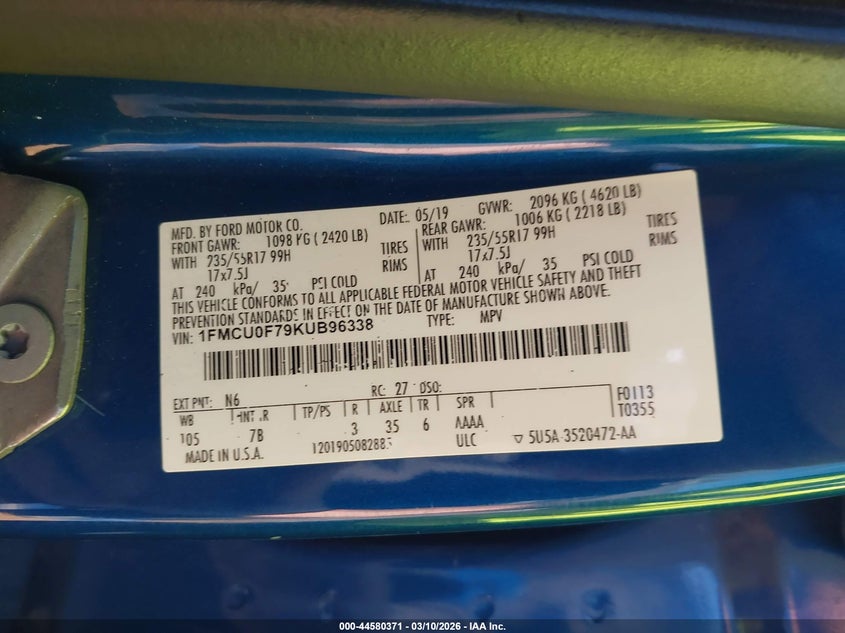 MFD. BY FORD MOTOR CO. DATE: 05/19 GVWR: 2096 KG ( 4620 LB)
FRONT GAWR: 1098 KG ( 2420 LB) REAR GAWR: 1006 KG ( 2218 LB)
WITH 235/55R17 99H TIRES WITH 235/55R17 99H TIRES
17x7.5J RIMS 17x7.5J RIMS
AT 240 kPa/ 35 PSI COLD AT 240 kPa/ 35 PSI COLD
THIS VEHICLE CONFORMS TO ALL APPLICABLE FEDERAL MOTOR VEHICLE SAFETY AND THEFT
PREVENTION STANDARDS IN EFFECT ON THE DATE OF MANUFACTURE SHOWN ABOVE.
VIN: 1FMCU0F79KUB96338 TYPE: MPV
EXT PNT: N6 RC: 27 DSO: F0113
WB INT TR TP/PS R AXLE TR SPR T0355
105 7B 3 35 6 AAAA
MADE IN U.S.A. ULC ▽ 5U5A-3520472-AA
000-44580371 | 03/10/2026 - IAA Inc.